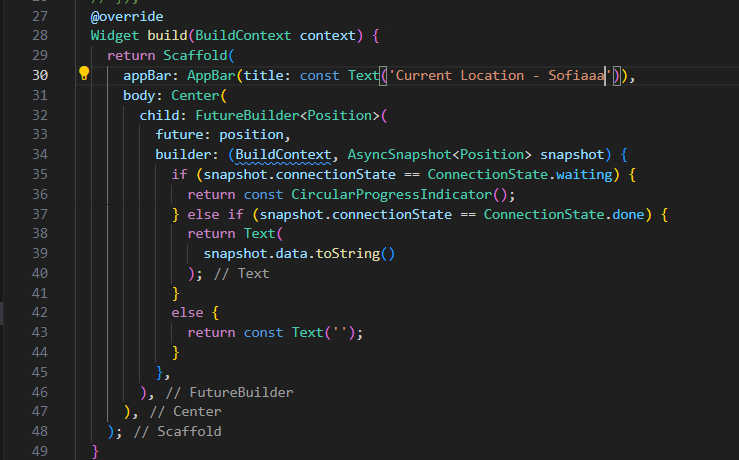 27 @override
28 Widget build(BuildContext context) {
29 return Scaffold(
30 appBar: AppBar(title: const Text('Current Location - Sofiaaa')),
31 body: Center(
32 child: FutureBuilder<Position>(
33 future: position,
34 builder: (BuildContext, AsyncSnapshot<Position> snapshot) {
35 if (snapshot.connectionState == ConnectionState.waiting) {
36 return const CircularProgressIndicator();
37 } else if (snapshot.connectionState == ConnectionState.done) {
38 return Text(
39 snapshot.data.toString()
40 ); // Text
41 }
42 else {
43 return const Text('');
44 }
45 },
46 ), // FutureBuilder
47 ), // Center
48 ); // Scaffold
49 }